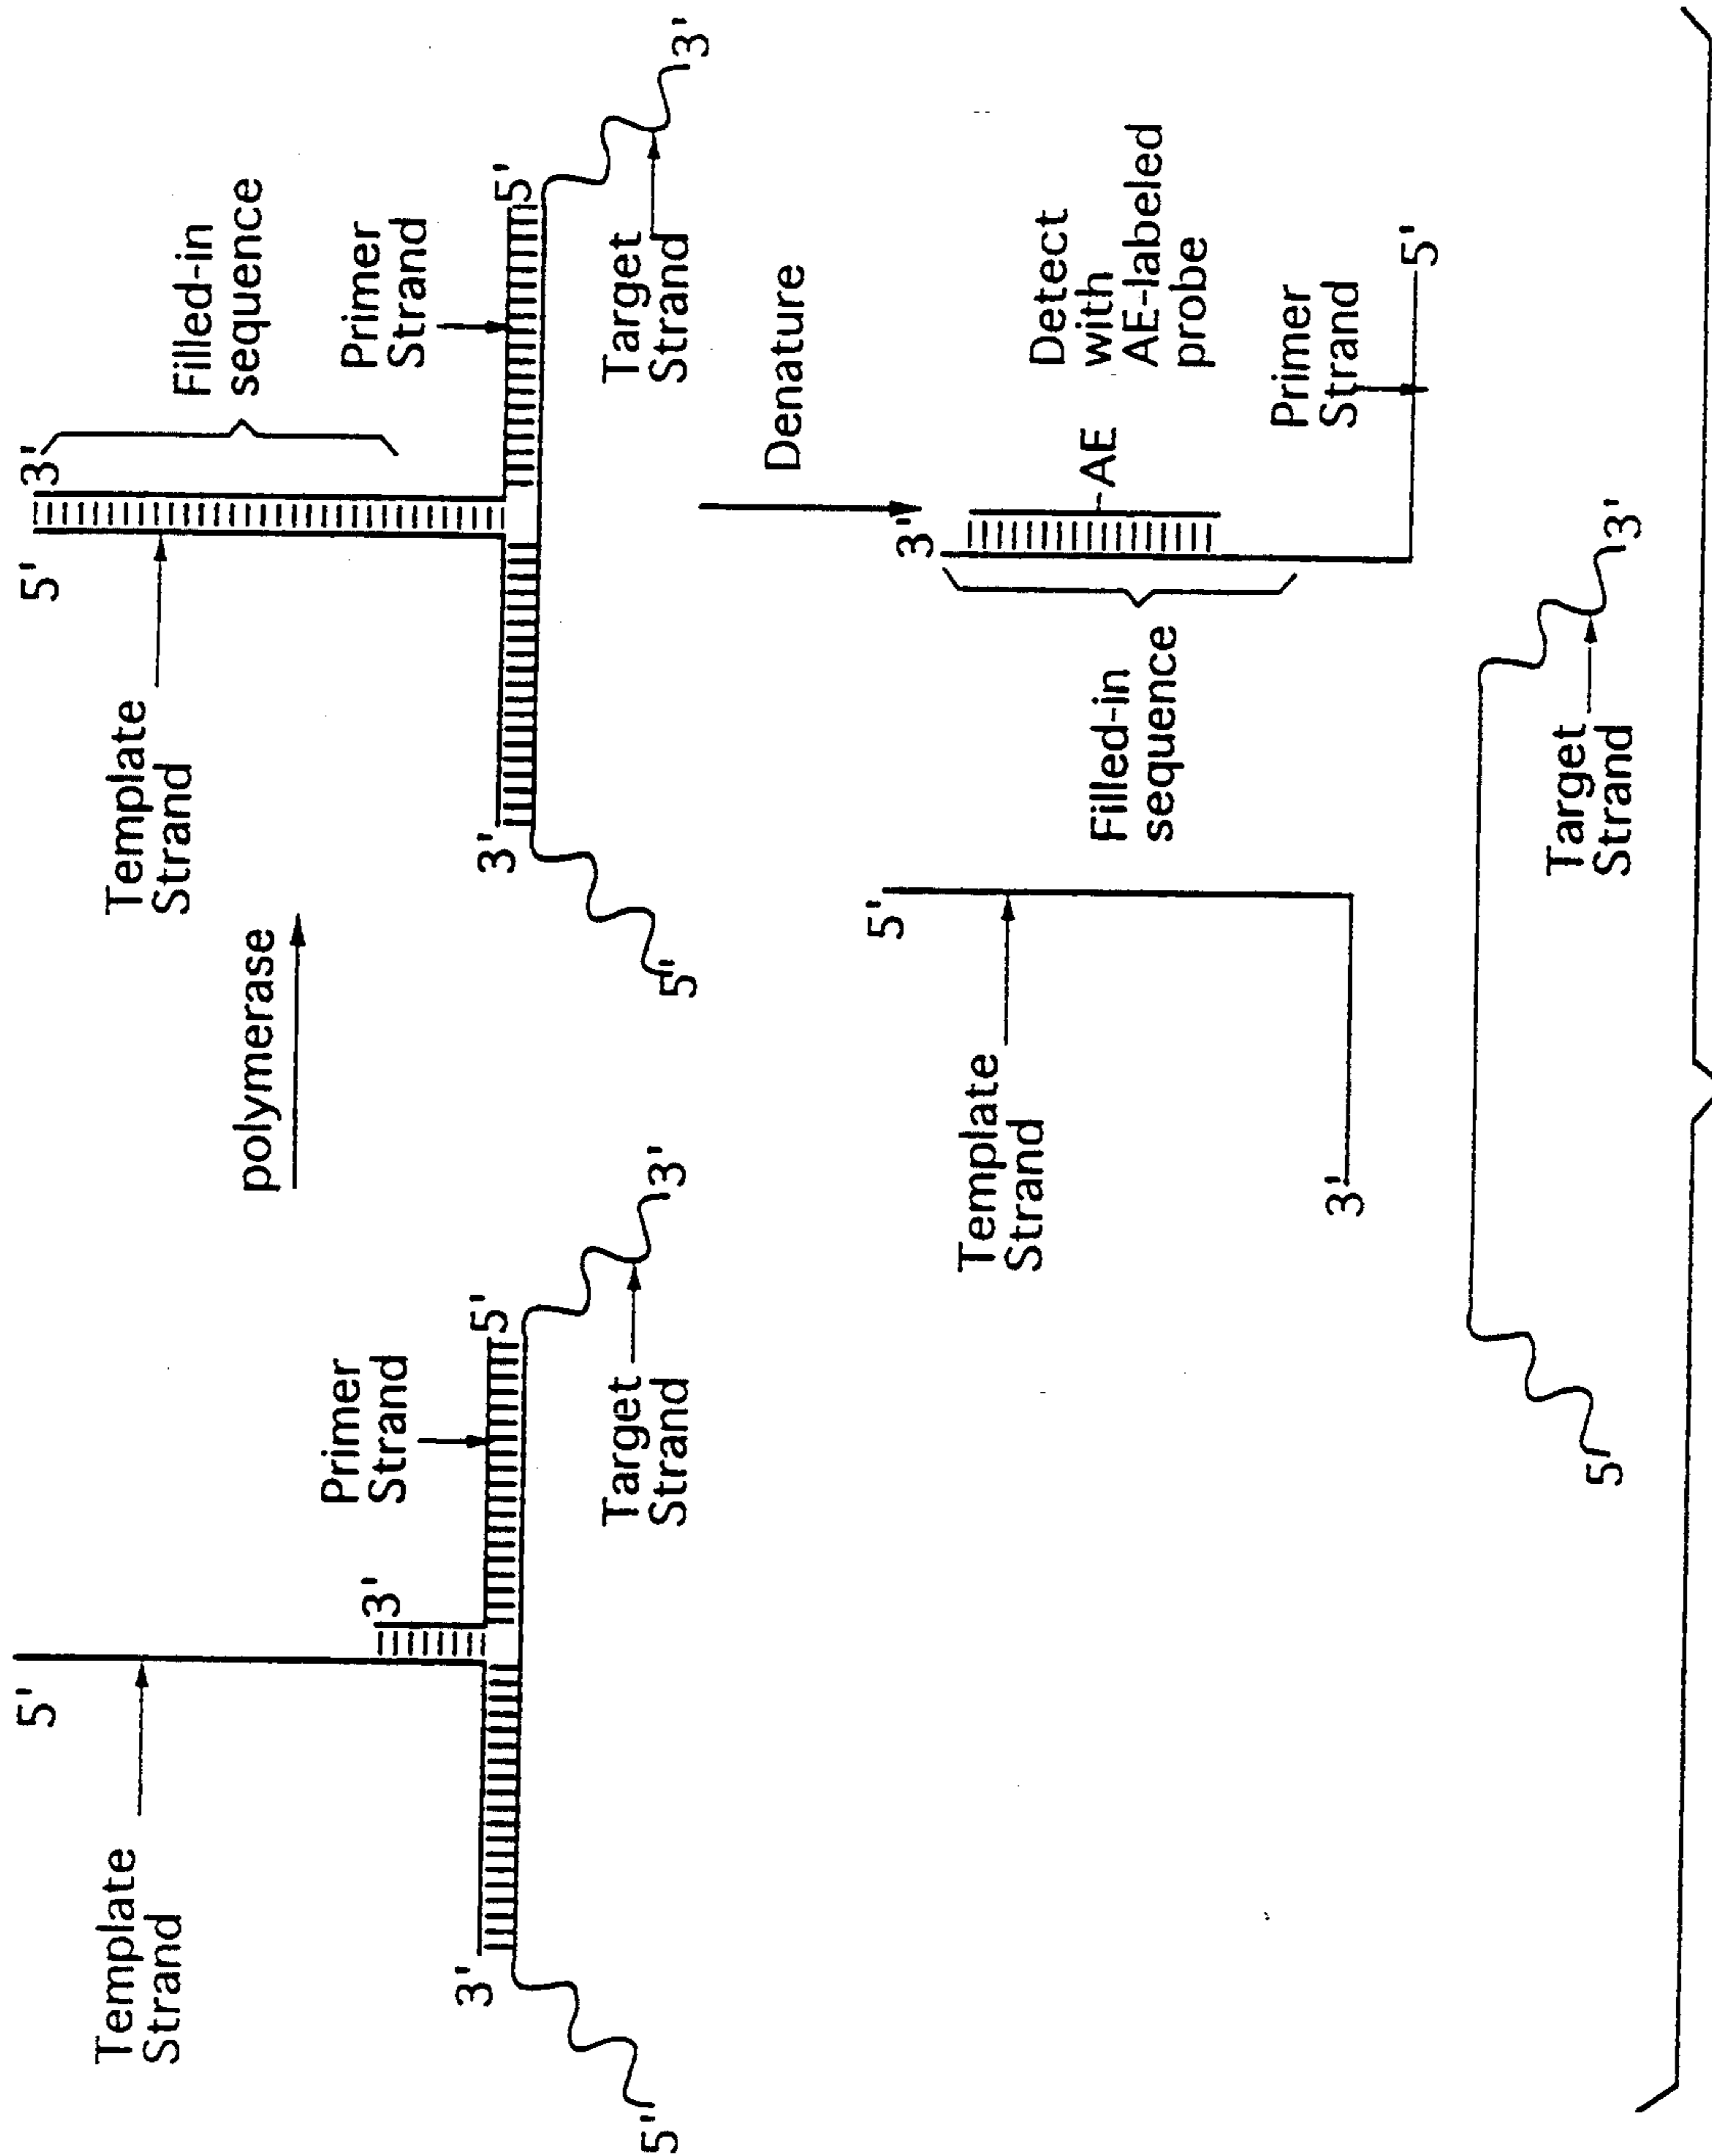 5'
Template
Strand
3'
Primer
Strand
3'
5'
Target
Strand
5''
3'
polymerase
5'
3'
Template
Strand
Filled-in
sequence
Primer
Strand
3'
5'
Target
Strand
5'
3'
Denature
5'
Template
Strand
3'
3'
AE
Detect
with
AE-labeled
probe
Filled-in
sequence
Primer
Strand
5'
Target
Strand
5'
3'